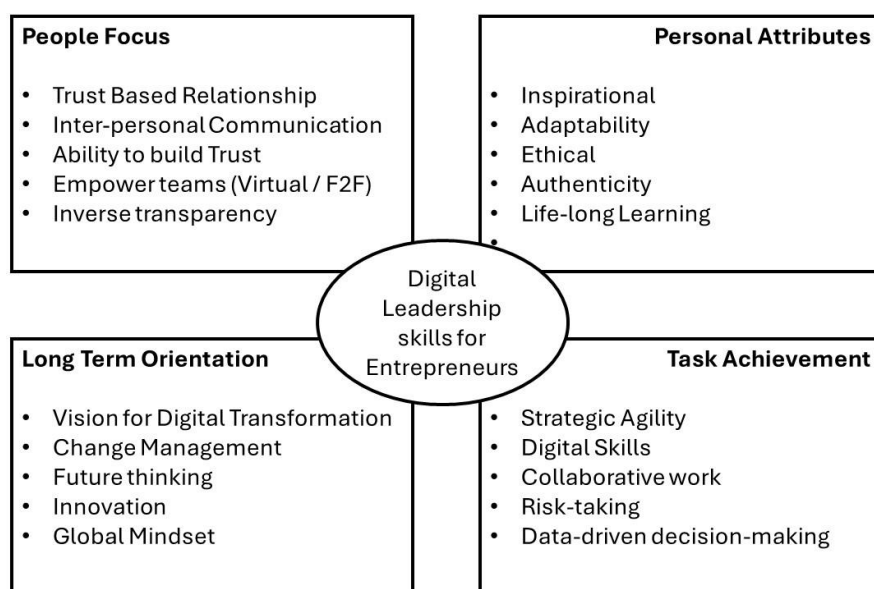 People Focus
• Trust Based Relationship
• Inter-personal Communication
• Ability to build Trust
• Empower teams (Virtual / F2F)
• Inverse transparency
Personal Attributes
• Inspirational
• Adaptability
• Ethical
• Authenticity
• Life-long Learning
•
Digital
Leadership
skills for
Entrepreneurs
Long Term Orientation
• Vision for Digital Transformation
• Change Management
• Future thinking
• Innovation
• Global Mindset
Task Achievement
• Strategic Agility
• Digital Skills
• Collaborative work
• Risk-taking
• Data-driven decision-making